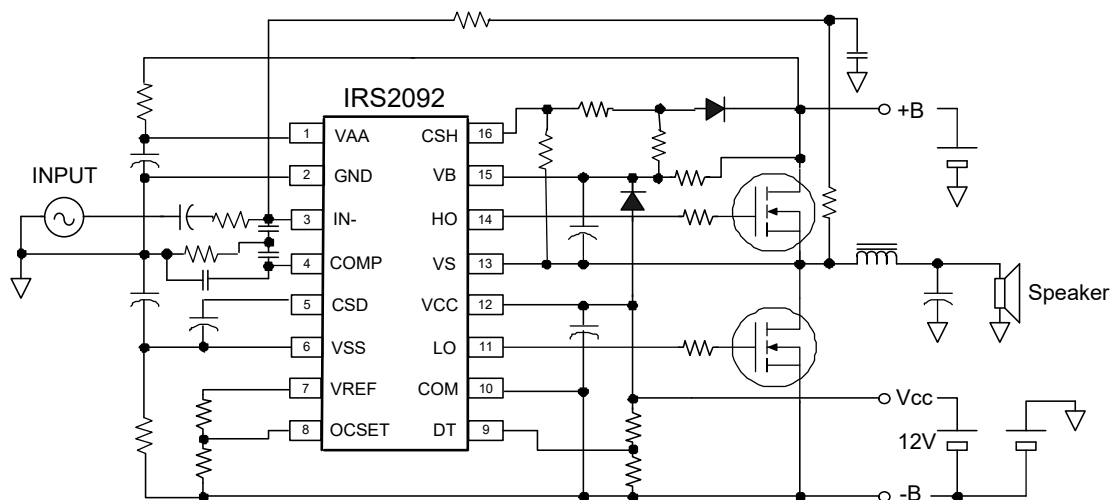 IRS2092
INPUT
1 VAA CSH 16
2 GND VB 15
3 IN- HO 14
4 COMP VS 13
5 CSD VCC 12
6 VSS LO 11
7 VREF COM 10
8 OCSET DT 9
+B
Speaker
Vcc
12V
-B